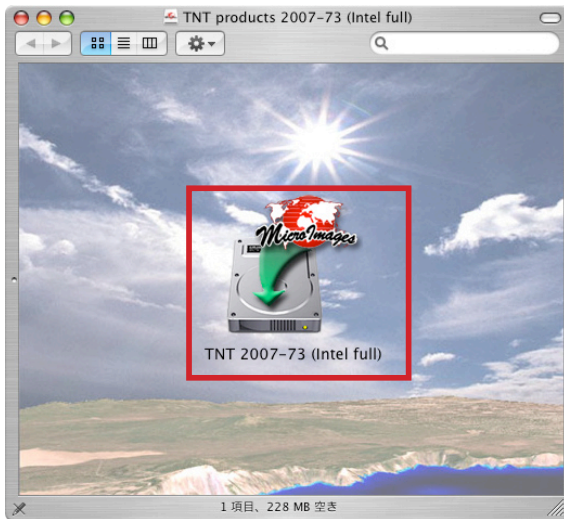 TNT products 2007-73 (Intel full)
MicroImages
TNT 2007-73 (Intel full)
1 項目、228 MB 空き